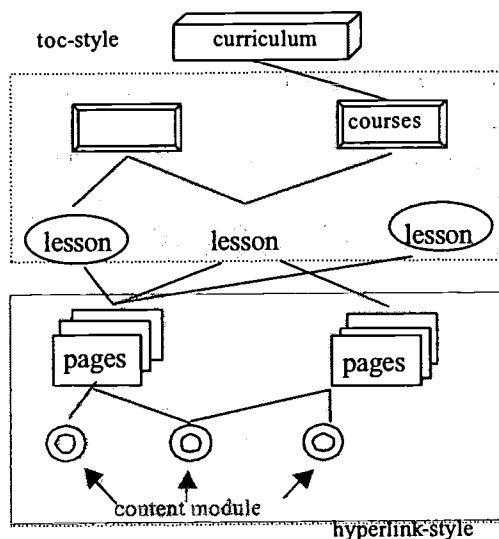 toc-style
curriculum
courses
lesson
lesson
lesson
pages
pages
content module
hyperlink-style